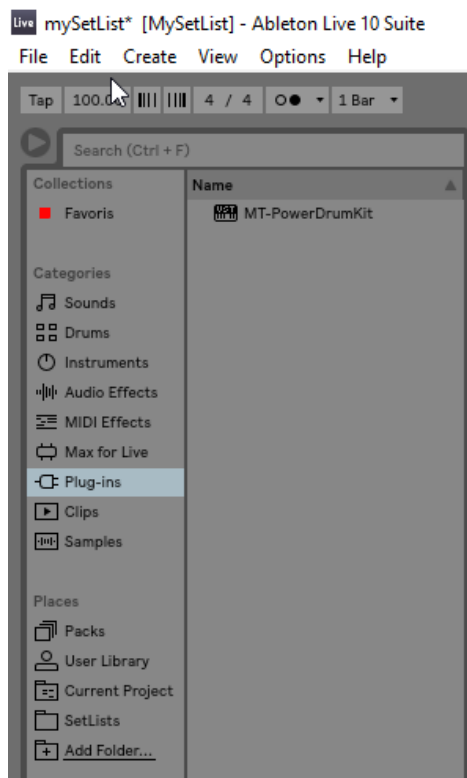 Live mySetList* [MySetList] - Ableton Live 10 Suite
File Edit Create View Options Help
Tap 4 / 4 1 Bar
Search (Ctrl + F)
Collections
Name
Favoris
MT-PowerDrumKit
Categories
Sounds
Drums
Instruments
Audio Effects
MIDI Effects
Max for Live
Plug-ins
Clips
Samples
Places
Packs
User Library
Current Project
SetLists
Add Folder...